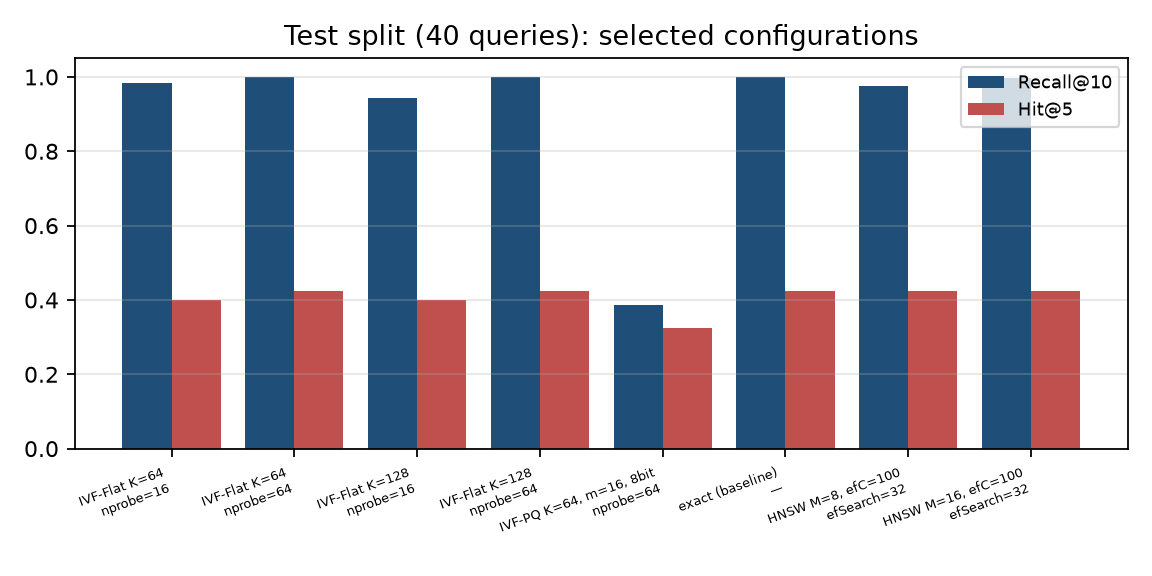 Test split (40 queries): selected configurations
1.0
0.8
0.6
0.4
0.2
0.0
Recall@10
Hit@5
IVF-Flat K=64
nprobe=16
IVF-Flat K=64
nprobe=64
IVF-Flat K=128
nprobe=16
IVF-Flat K=128
nprobe=64
IVF-PQ K=64, m=16, 8bit
nprobe=64
exact (baseline)
—
HNSW M=8, efC=100
efSearch=32
HNSW M=16, efC=100
efSearch=32